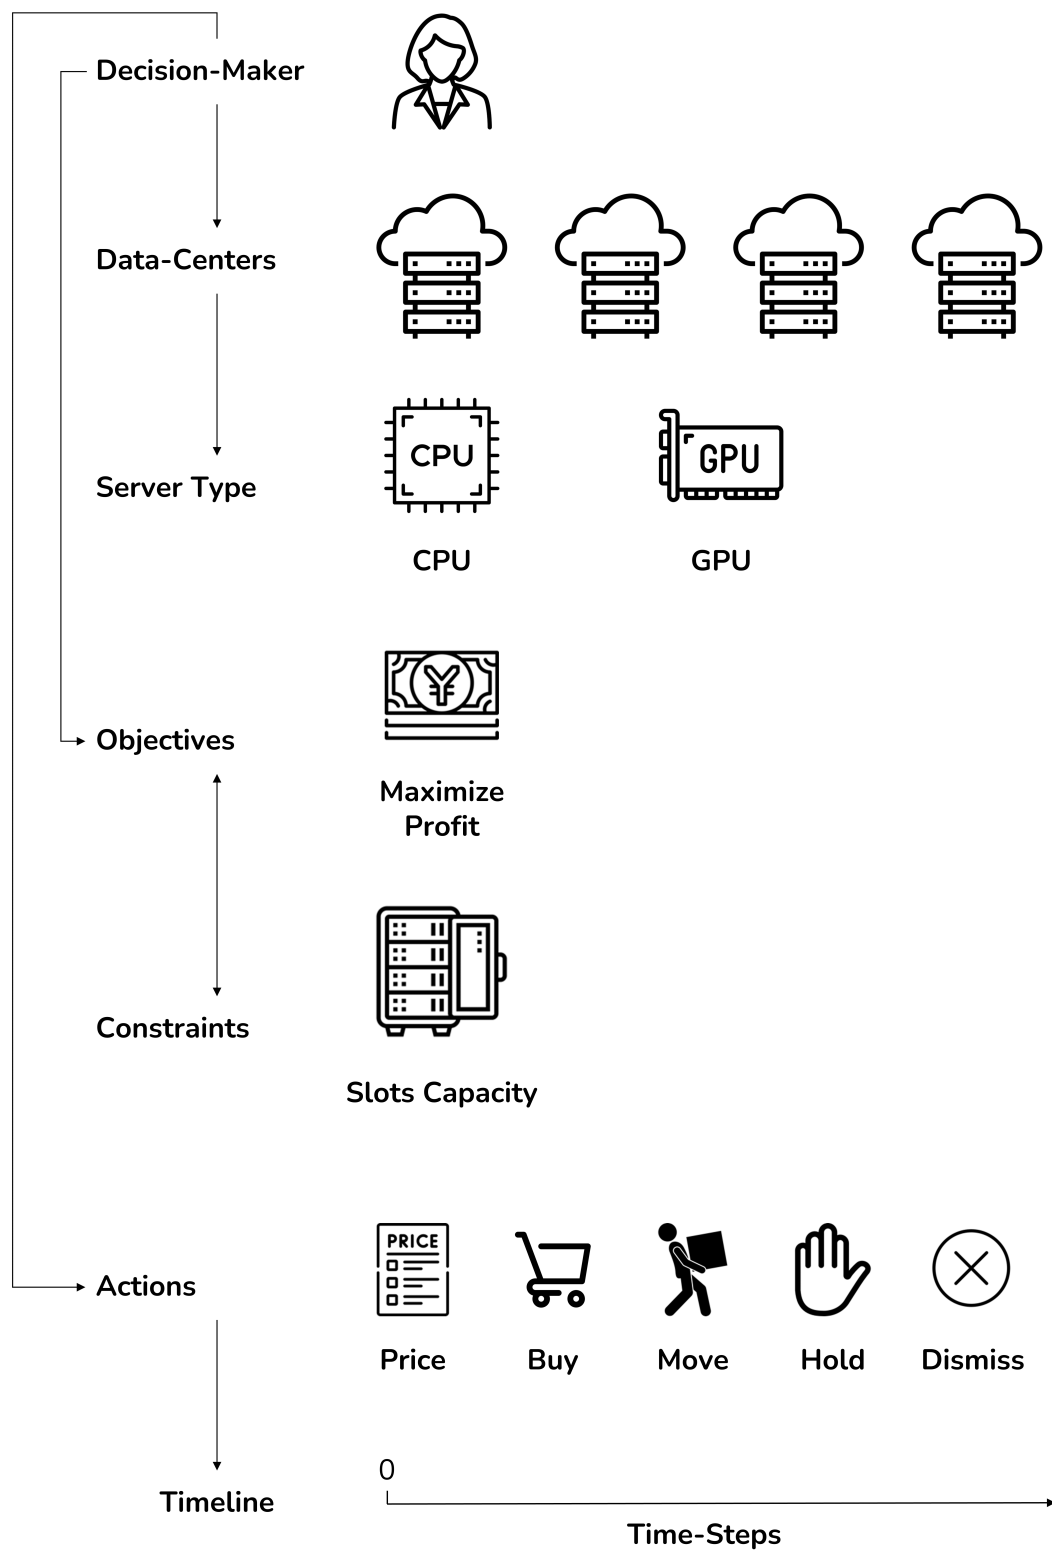 Decision-Maker
Data-Centers
Server Type
CPU
GPU
CPU
GPU
Objectives
¥
Maximize
Profit
Constraints
Slots Capacity
Actions
PRICE
Price
Buy
Move
Hold
Dismiss
0
Timeline
Time-Steps